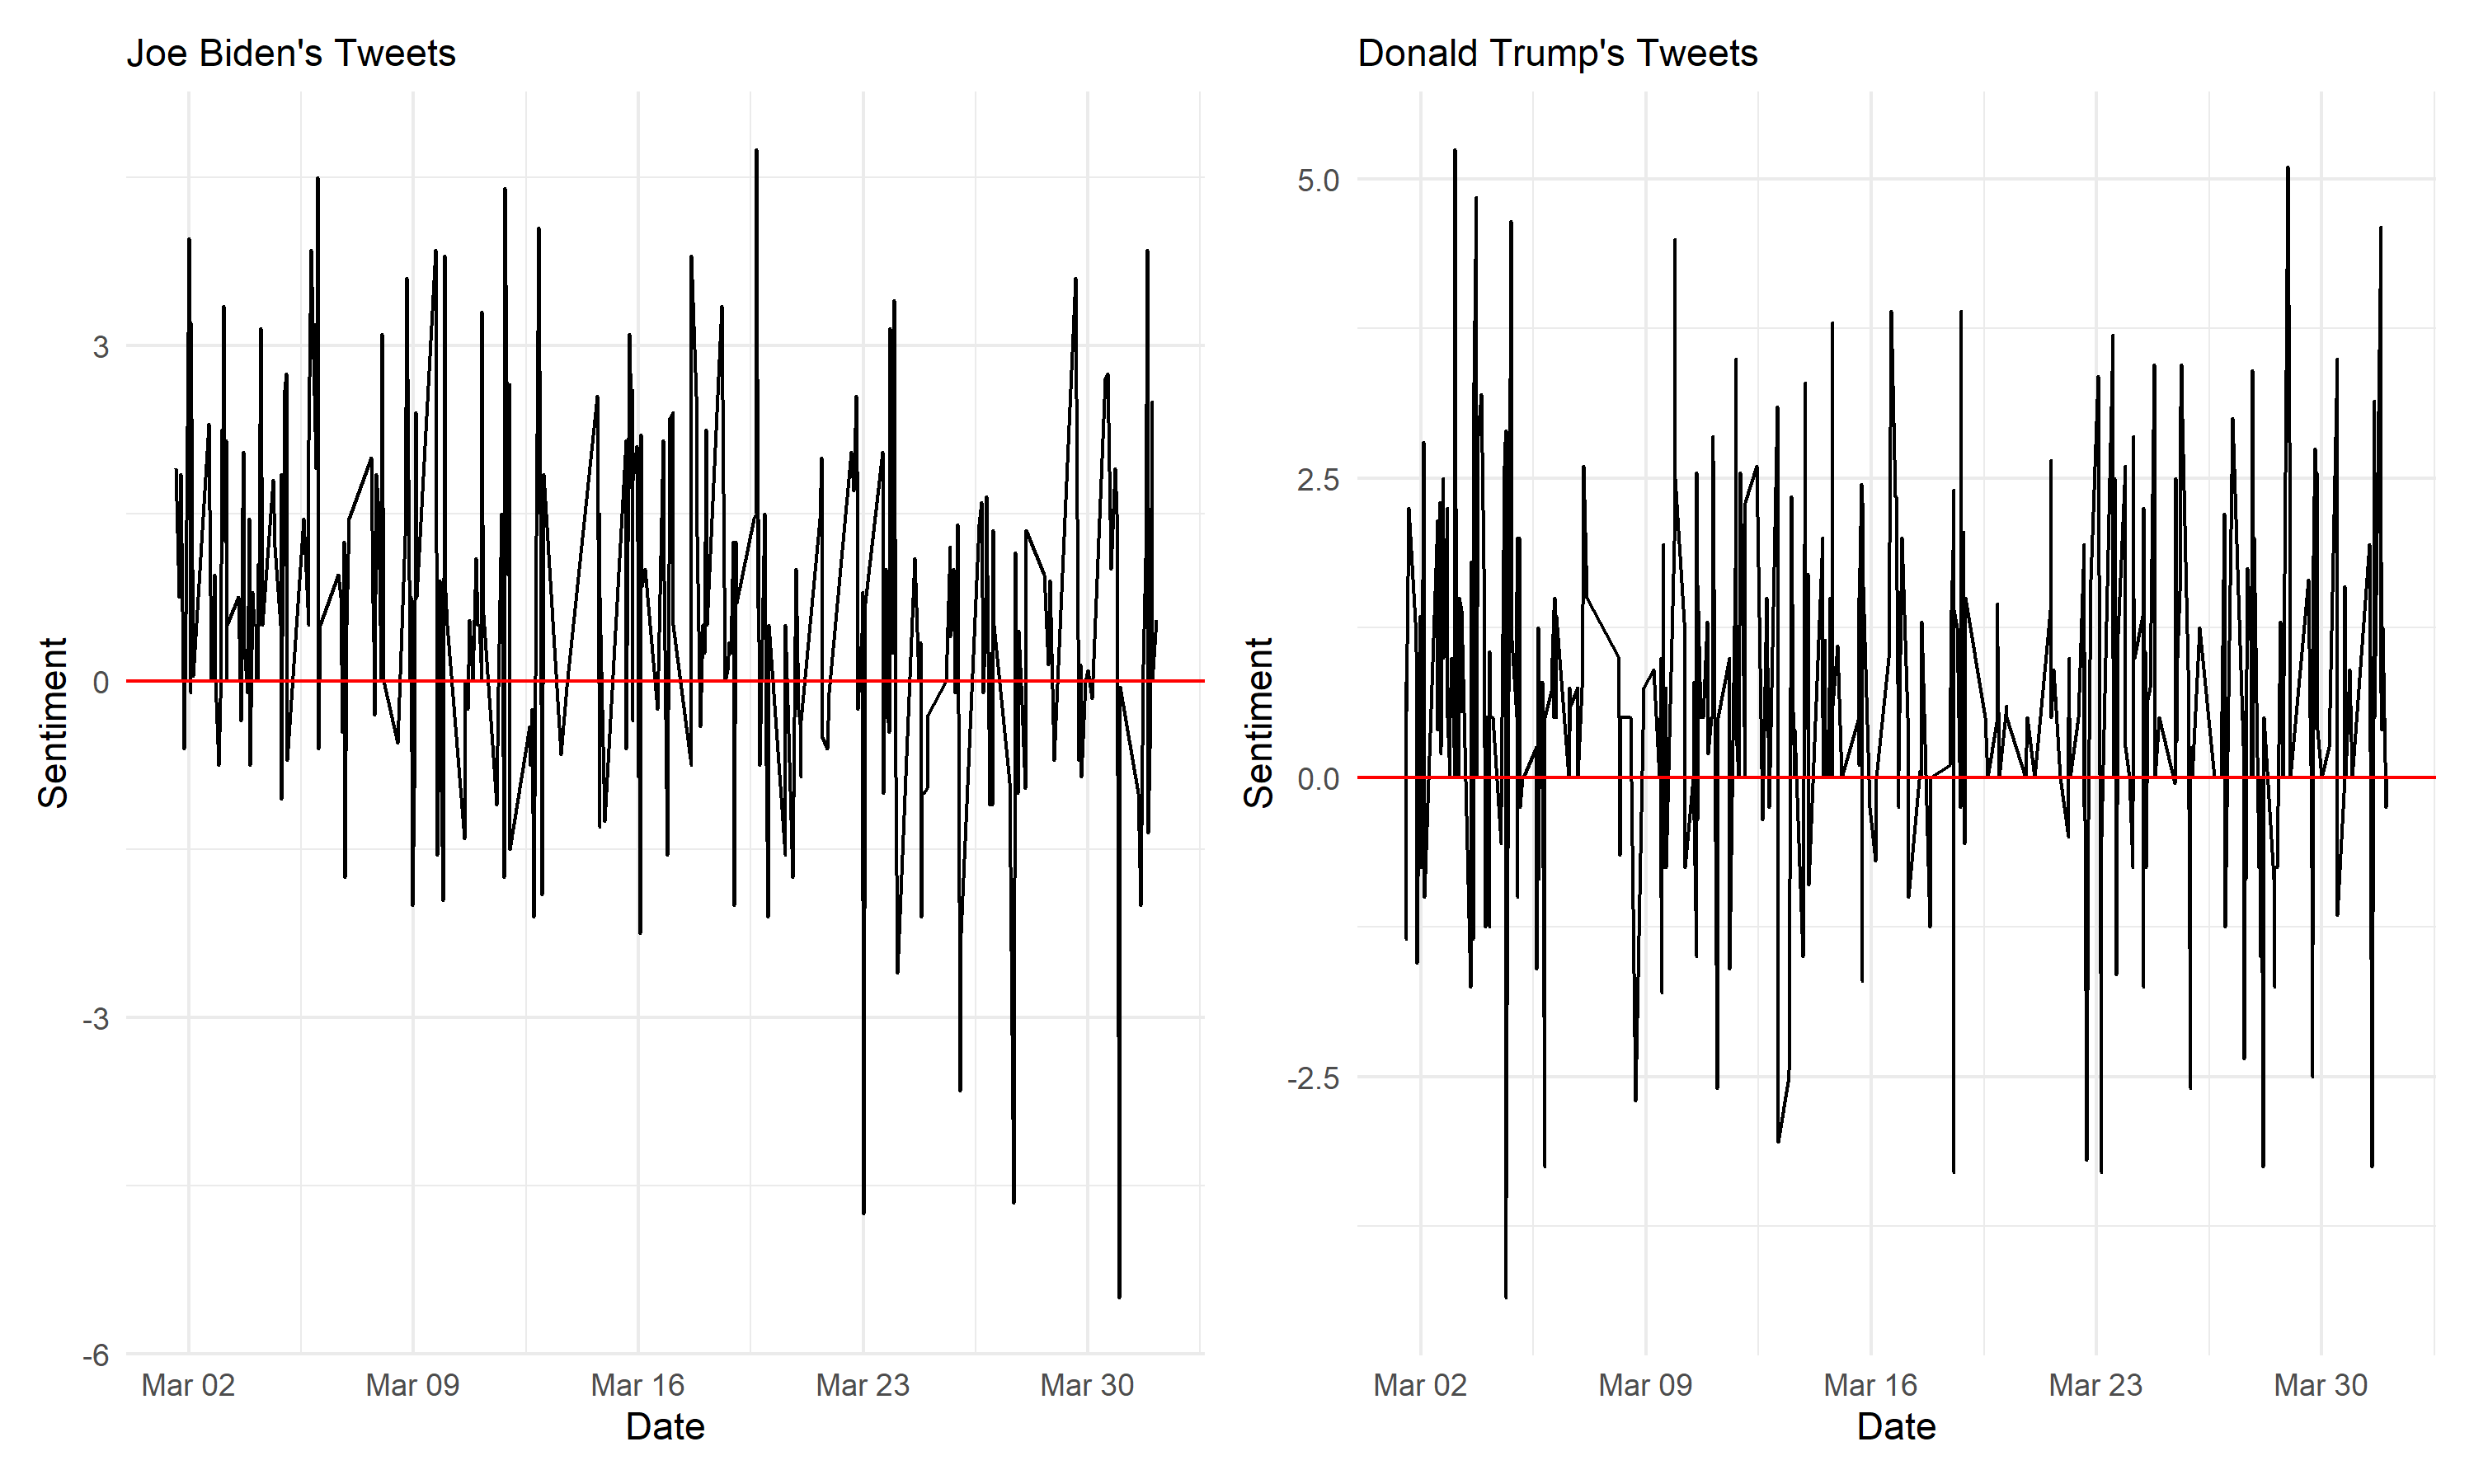 Joe Biden's Tweets
Sentiment
3
0
-3
-6
Mar 02 Mar 09 Mar 16 Mar 23 Mar 30
Date
Donald Trump's Tweets
Sentiment
5.0
2.5
0.0
-2.5
Mar 02 Mar 09 Mar 16 Mar 23 Mar 30
Date